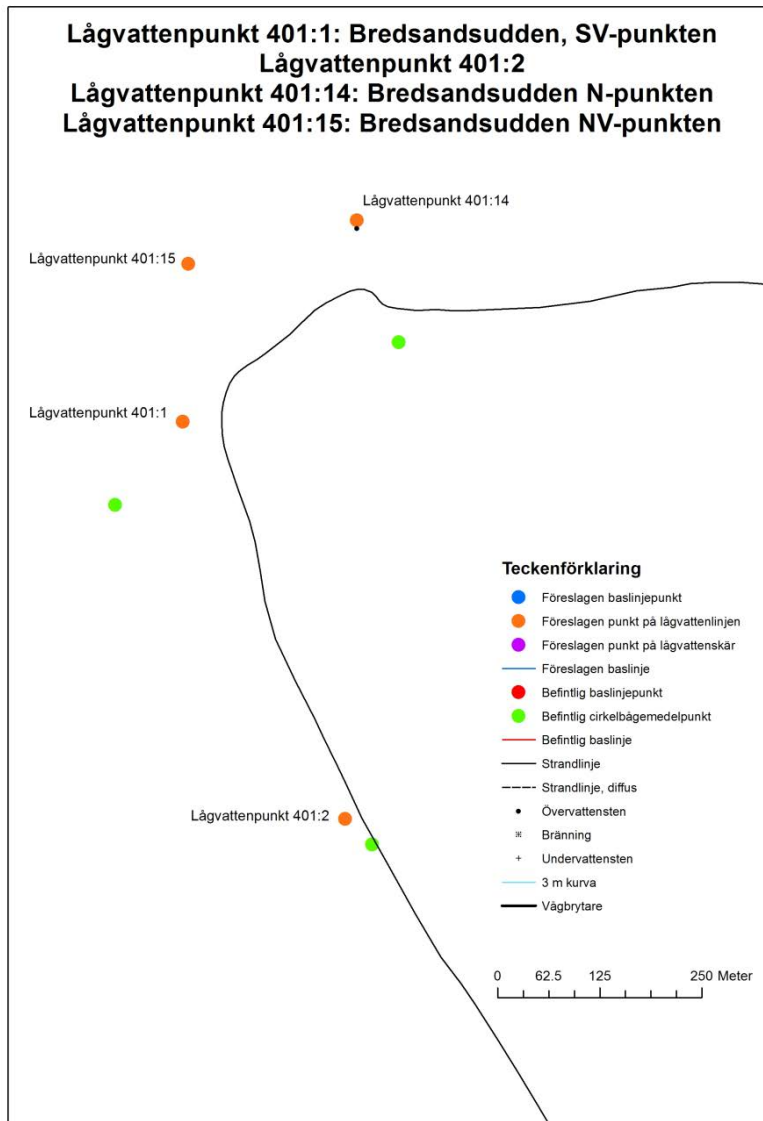 Lågvattenpunkt 401:1: Bredsandsudden, SV-punkten
Lågvattenpunkt 401:2
Lågvattenpunkt 401:14: Bredsandsudden N-punkten
Lågvattenpunkt 401:15: Bredsandsudden NV-punkten
Lågvattenpunkt 401:14
Lågvattenpunkt 401:15
Lågvattenpunkt 401:1
Teckenförklaring
Föreslagen baslinjepunkt
Föreslagen punkt på lågvattenlinjen
Föreslagen punkt på lågvattenskär
Föreslagen baslinje
Befintlig baslinjepunkt
Befintlig cirkelbågemedelpunkt
Befintlig baslinje
Strandlinje
Strandlinje, diffus
Övervattensten
Bränning
Undervattensten
3 m kurva
Vågbrytare
Lågvattenpunkt 401:2
0 62.5 125 250 Meter